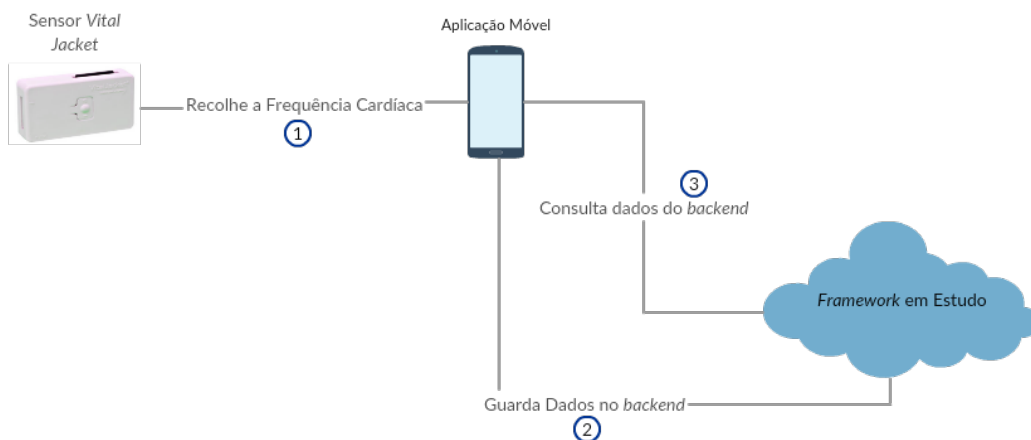 Sensor Vital
Jacket
Aplicação Móvel
Recolhe a Frequência Cardíaca
1
3
Consulta dados do backend
Framework em Estudo
Guarda Dados no backend
2